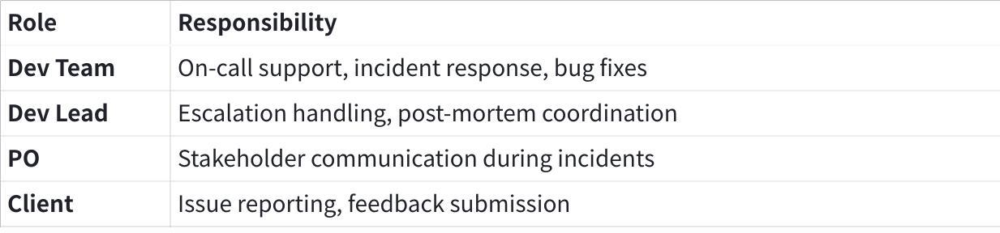 Role Responsibility
Dev Team On-call support, incident response, bug fixes
Dev Lead Escalation handling, post-mortem coordination
PO Stakeholder communication during incidents
Client Issue reporting, feedback submission